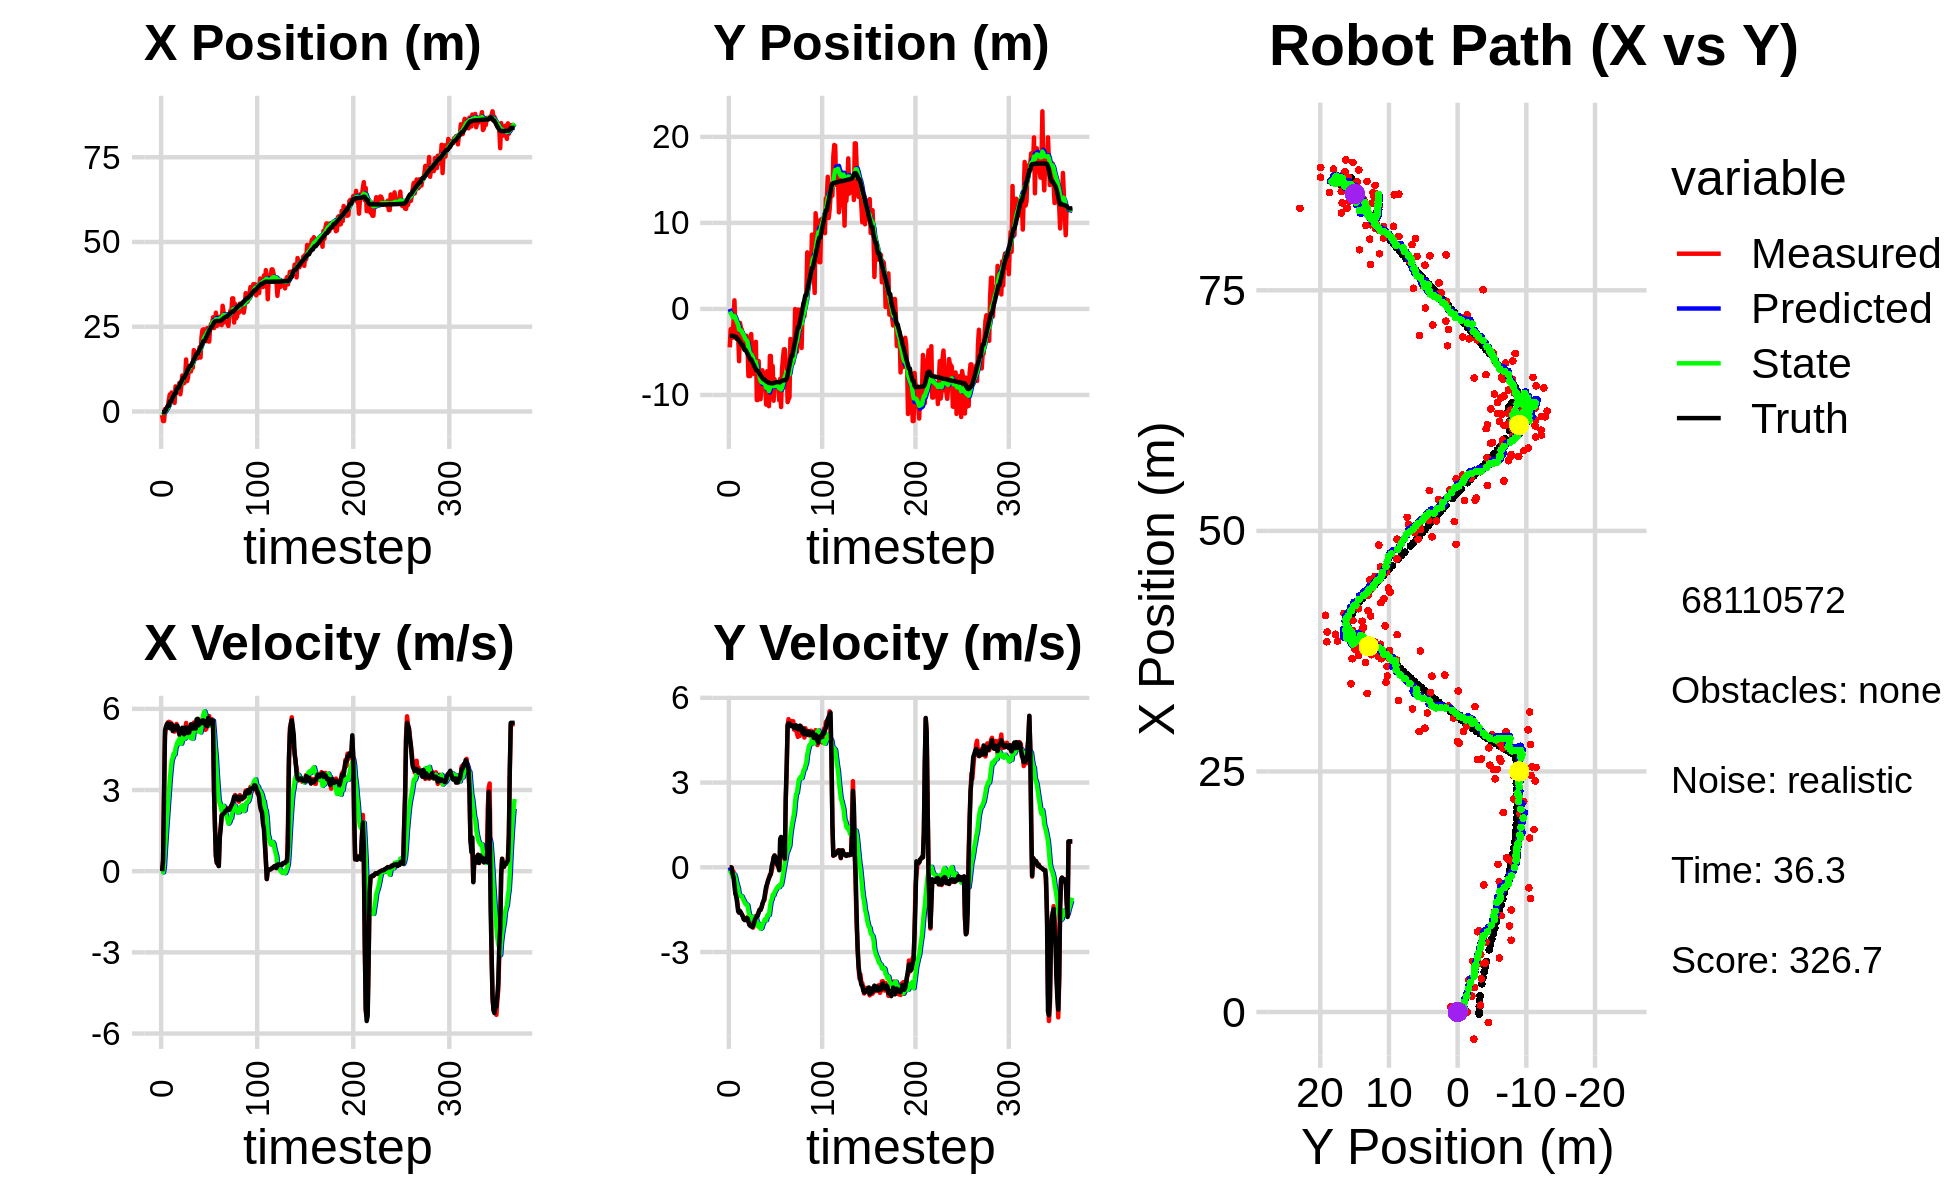 X Position (m)
75
50
25
0
0
100
200
300
timestep
Y Position (m)
20
10
0
-10
0
100
200
300
timestep
X Velocity (m/s)
6
3
0
-3
-6
0
100
200
300
timestep
Y Velocity (m/s)
6
3
0
-3
0
100
200
300
timestep
Robot Path (X vs Y)
X Position (m)
75
50
25
0
20 10 0 -10 -20
Y Position (m)
variable
Measured
Predicted
State
Truth
68110572
Obstacles: none
Noise: realistic
Time: 36.3
Score: 326.7